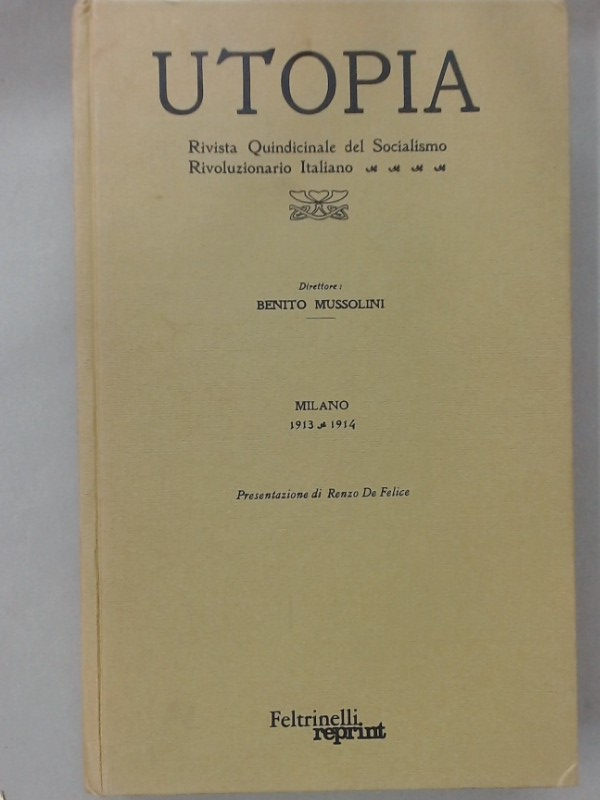 UTOPIA
Rivista Quindicinale del Socialismo
Rivoluzionario Italiano
Direttore:
BENITO MUSSOLINI
MILANO
1913 1914
Presentazione di Renzo De Felice
Feltrinelli
reprint